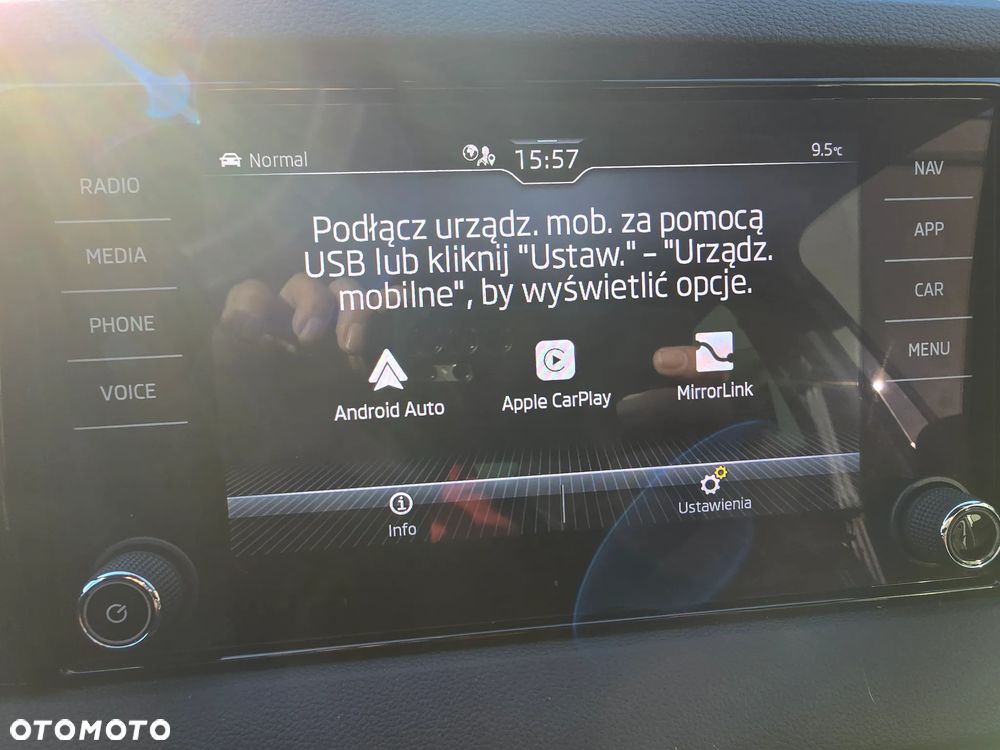 Normal
15:57
9.5°C
RADIO
MEDIA
PHONE
VOICE
Podłącz urządz. mob. za pomocą
USB lub kliknij "Ustaw." - "Urządz.
mobilne", by wyświetlić opcje.
Android Auto
Apple CarPlay
MirrorLink
Info
Ustawienia
NAV
APP
CAR
MENU
OTOMOTO